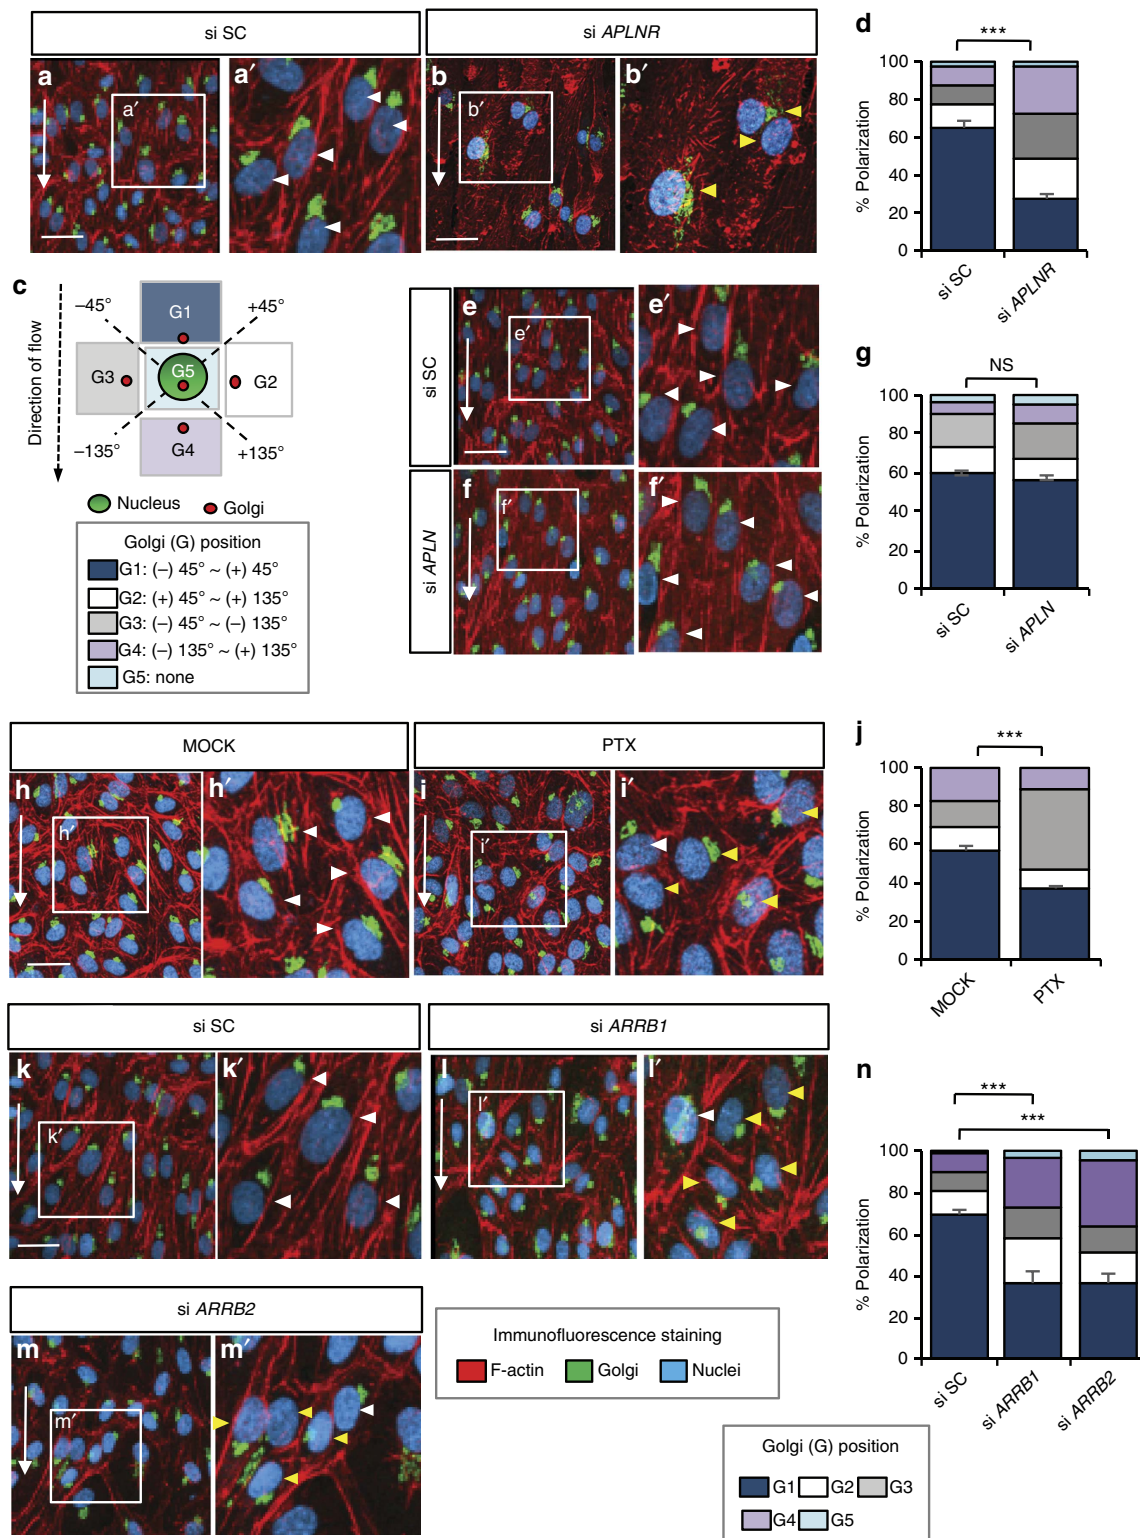 si SC
si APLNR
a
a′
a′
b
b′
b′
d
***
% Polarization
100
80
60
40
20
0
si SC
si APLNR
c
Direction of flow
–45°
+45°
G1
G3
G5
G2
–135°
G4
+135°
Nucleus
Golgi
Golgi (G) position
G1: (–) 45° ~ (+) 45°
G2: (+) 45° ~ (+) 135°
G3: (–) 45° ~ (–) 135°
G4: (–) 135° ~ (+) 135°
G5: none
si SC
e
e′
e′
si APLN
f
f′
f′
g
NS
% Polarization
100
80
60
40
20
0
si SC
si APLN
MOCK
PTX
h
h′
h′
i
i′
i′
j
***
% Polarization
100
80
60
40
20
0
MOCK
PTX
si SC
si ARRB1
k
k′
k′
l
l′
l′
n
***
***
% Polarization
100
80
60
40
20
0
si SC
si ARRB1
si ARRB2
si ARRB2
m
m′
m′
Immunofluorescence staining
F-actin Golgi Nuclei
Golgi (G) position
G1 G2 G3
G4 G5